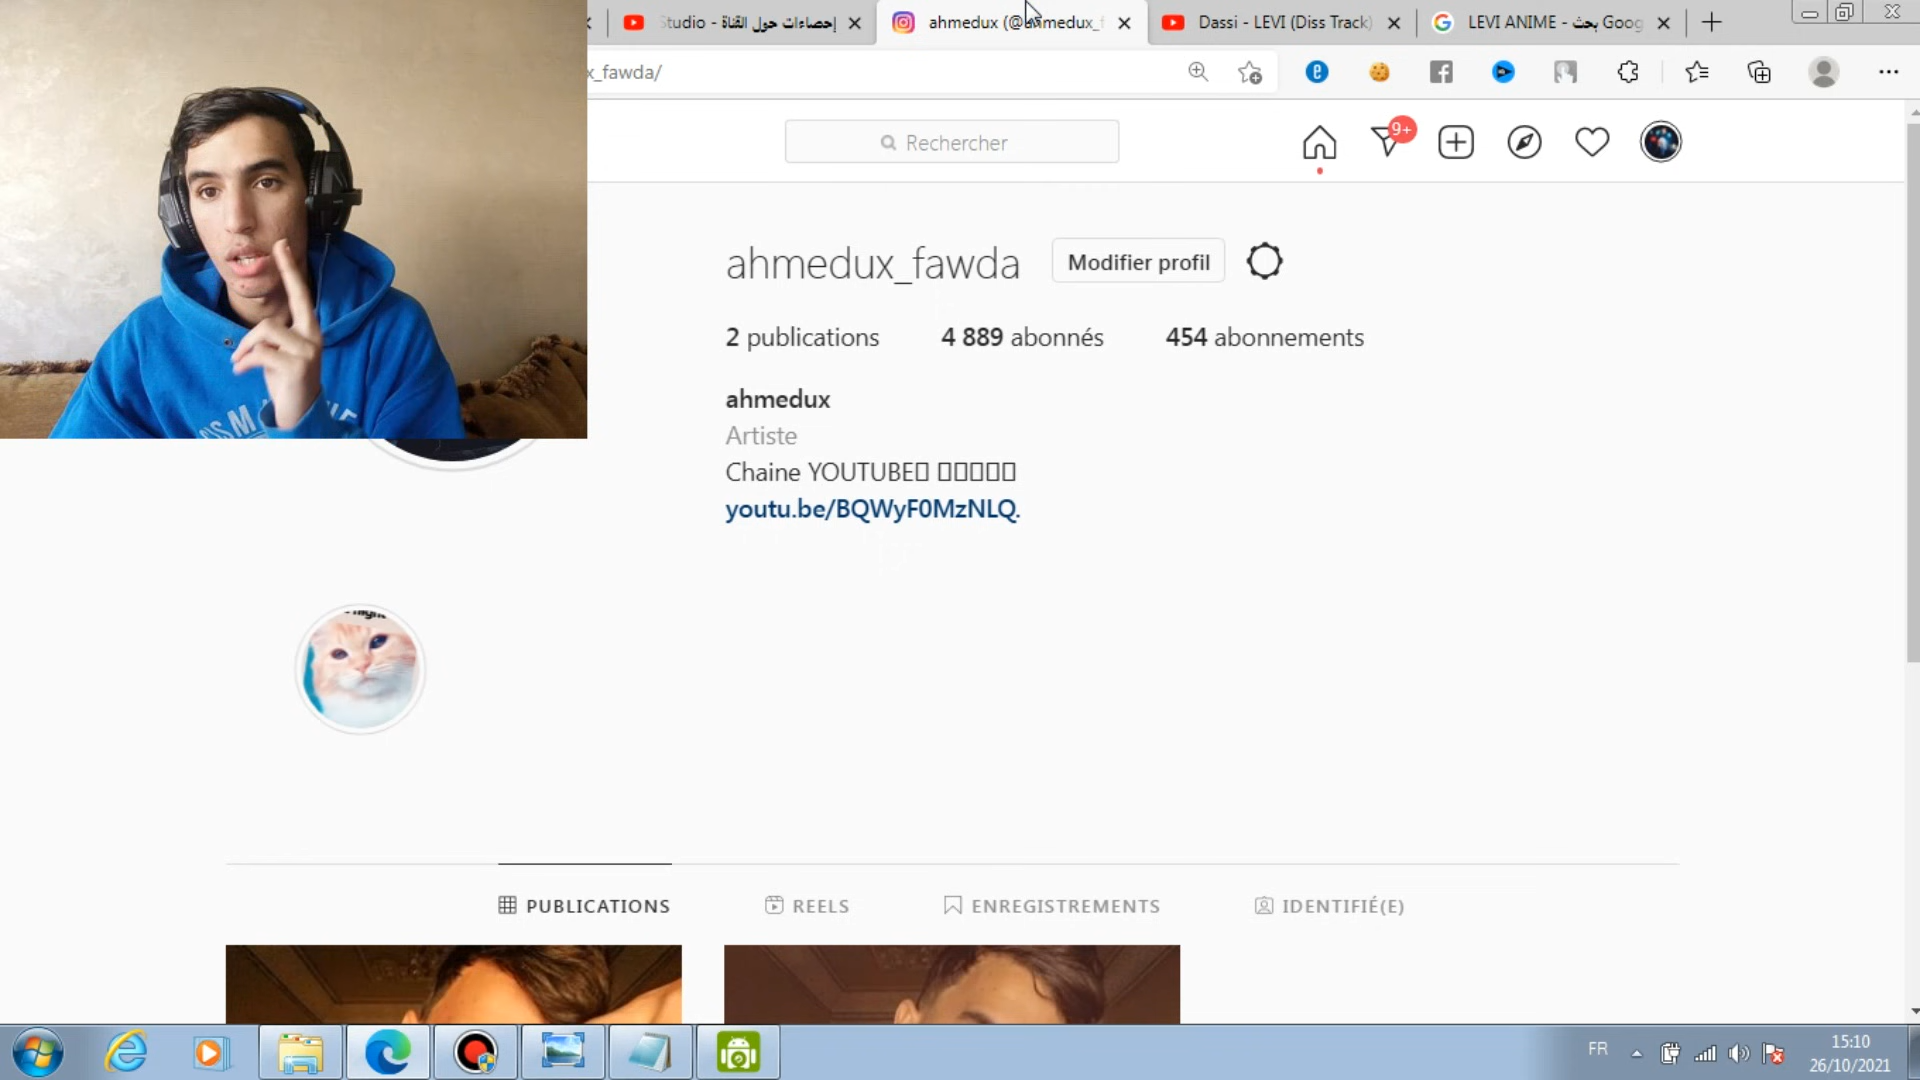 Studio - إحصاءات حول القناة
ahmedux (@ahmedux_f
Dassi - LEVI (Diss Track)
LEVI ANIME - بحث Goog
x_fawda/
Rechercher
9+
ahmedux_fawda
Modifier profil
2 publications
4 889 abonnés
454 abonnements
ahmedux
Artiste
Chaine YOUTUBE
youtu.be/BQWyF0MzNLQ.
PUBLICATIONS
REELS
ENREGISTREMENTS
IDENTIFIÉ(E)
FR
15:10
26/10/2021